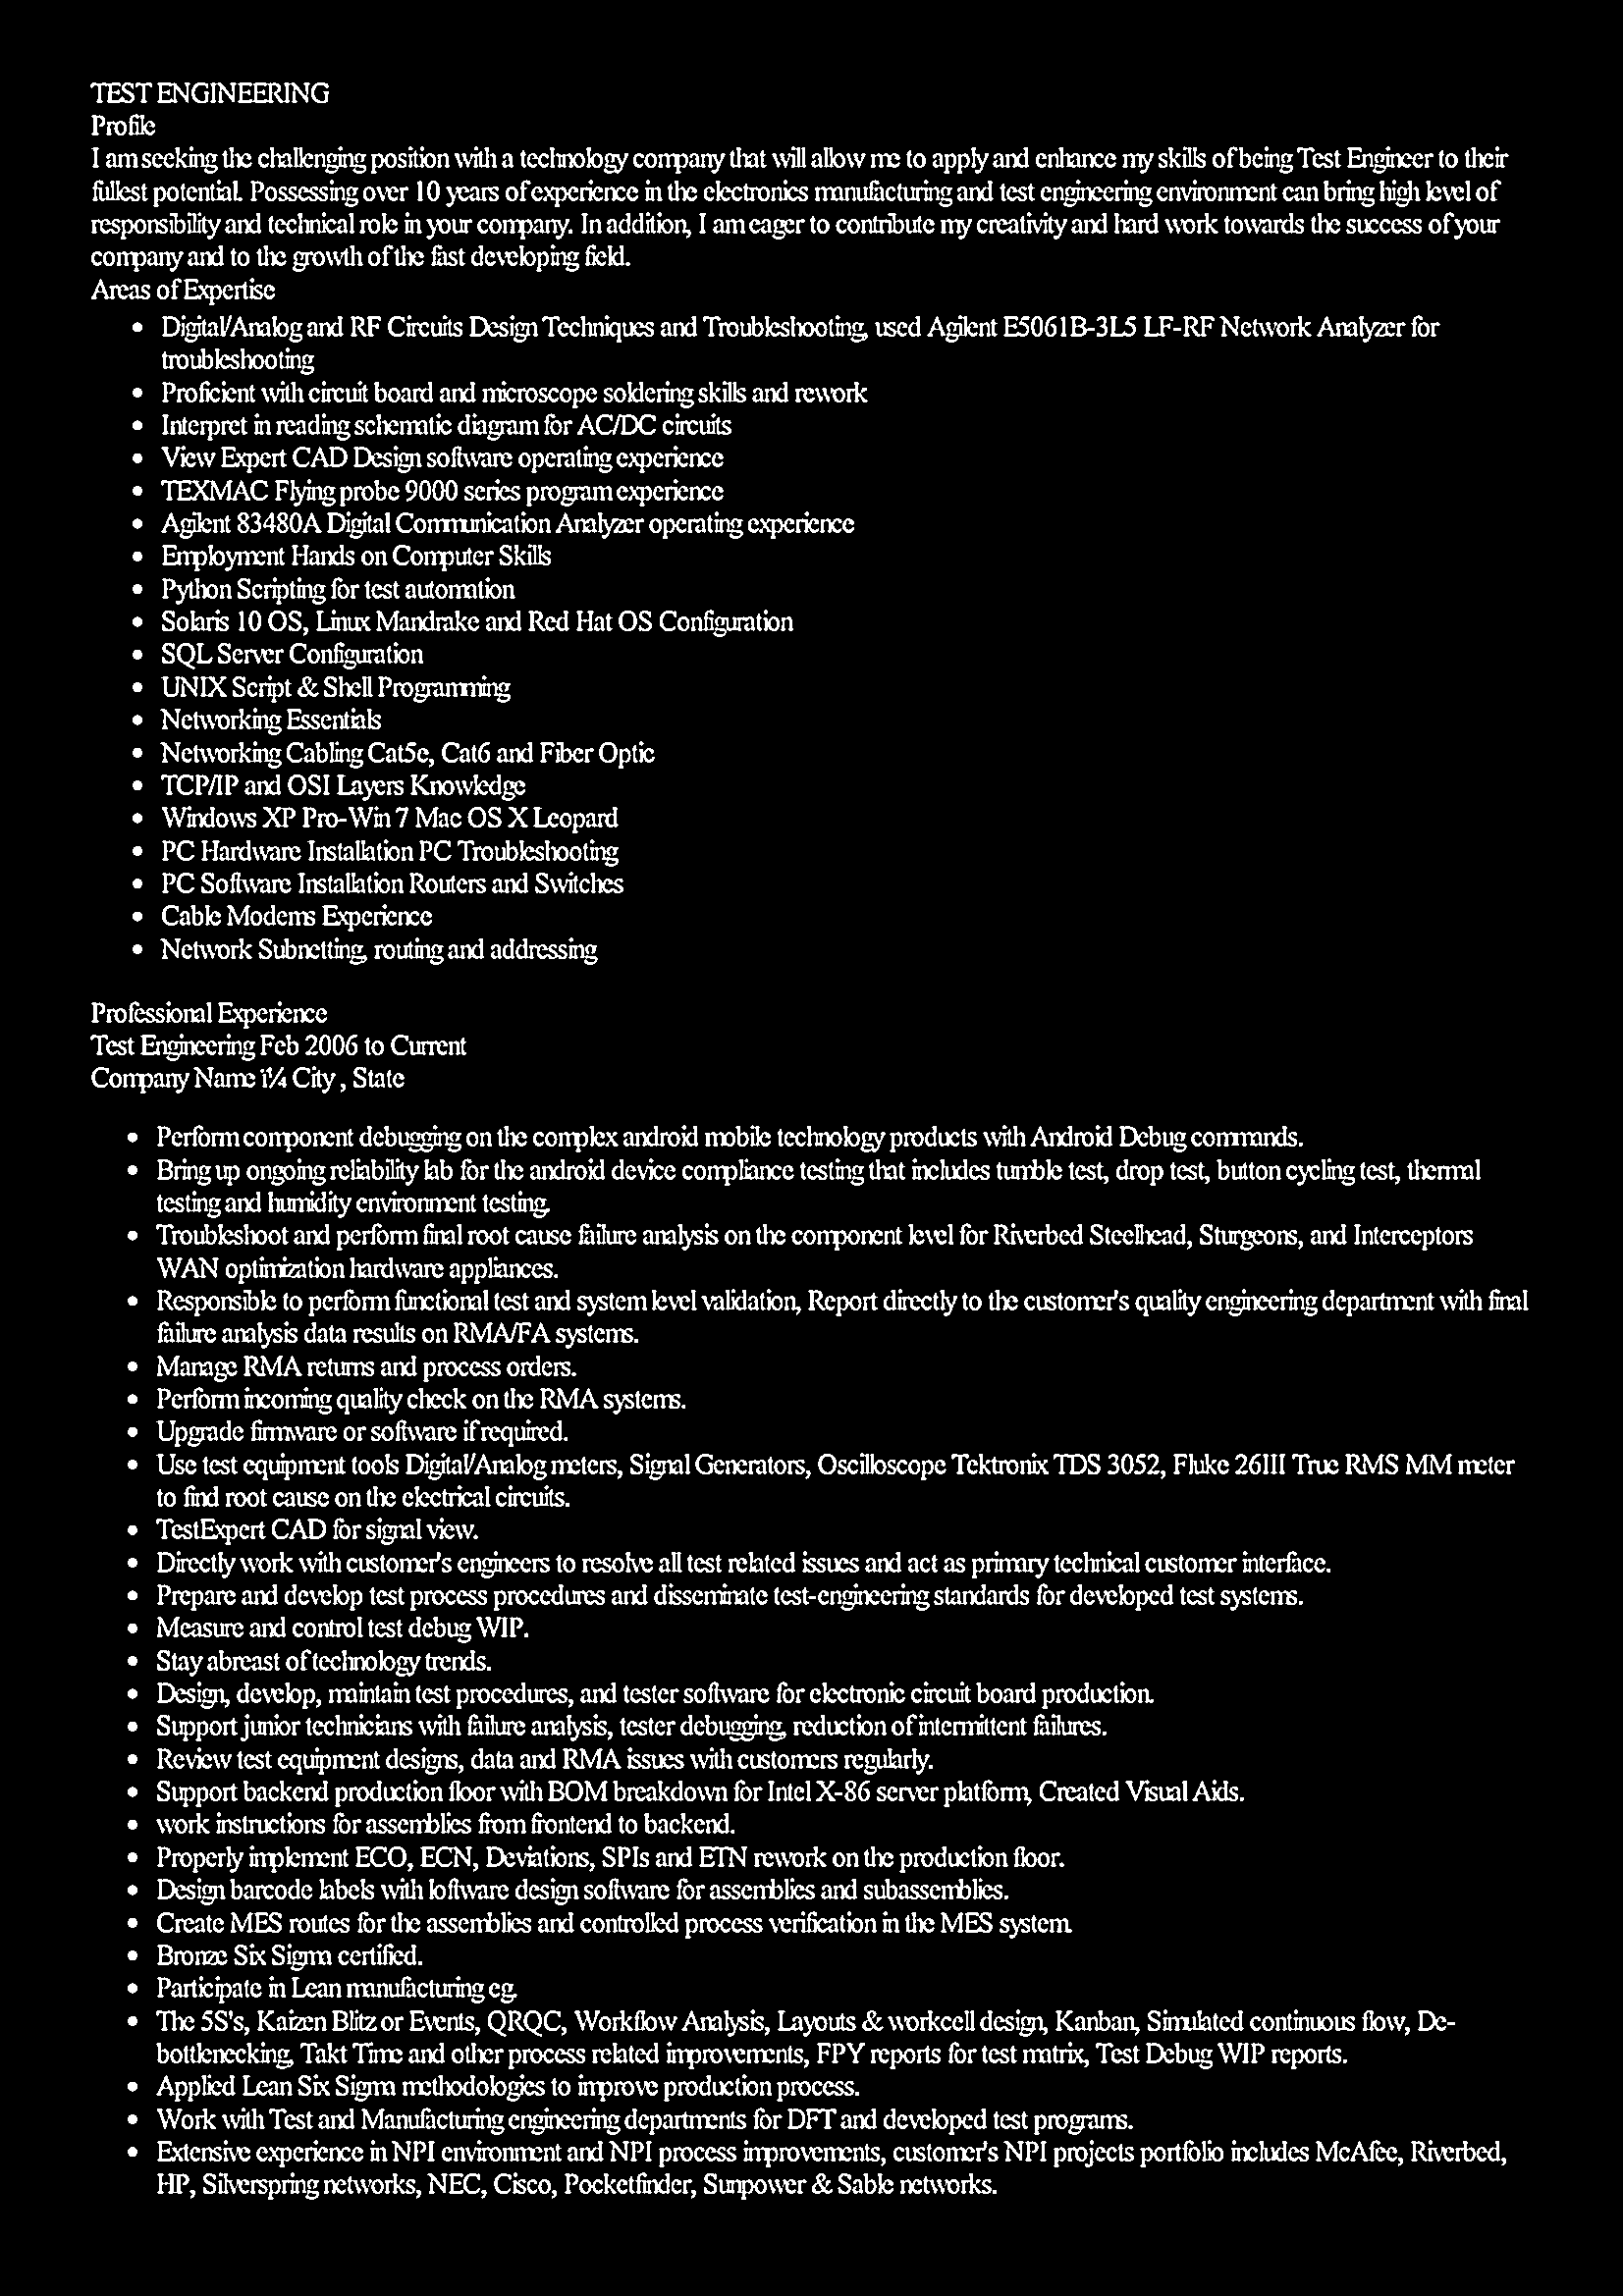 TEST ENGINEERING
Profile
I am seeking the challenging position with a technology company that will allow me to apply and enhance my skills of being Test Engineer to their
fullest potential. Possessing over 10 years of experience in the electronics manufacturing and test engineering environment can bring high level of
responsibility and technical role in your company. In addition, I am eager to contribute my creativity and hard work towards the success of your
company and to the growth of the fast developing field.
Areas of Expertise
• Digital/Analog and RF Circuits Design Techniques and Troubleshooting, used Agilent E5061B-3L5 LF-RF Network Analyzer for
troubleshooting
• Proficient with circuit board and microscope soldering skills and rework
• Interpret in reading schematic diagram for AC/DC circuits
• View Expert CAD Design software operating experience
• TEXMAC Flying probe 9000 series program experience
• Agilent 83480A Digital Communication Analyzer operating experience
• Employment Hands on Computer Skills
• Python Scripting for test automation
• Solaris 10 OS, Linux Mandrake and Red Hat OS Configuration
• SQL Server Configuration
• UNIX Script & Shell Programming
• Networking Essentials
• Networking Cabling Cat5e, Cat6 and Fiber Optic
• TCP/IP and OSI Layers Knowledge
• Windows XP Pro-Win 7 Mac OS X Leopard
• PC Hardware Installation PC Troubleshooting
• PC Software Installation Routers and Switches
• Cable Modems Experience
• Network Subnetting, routing and addressing
Professional Experience
Test Engineering Feb 2006 to Current
Company Name ï¼ City , State
• Perform component debugging on the complex android mobile technology products with Android Debug commands.
• Bring up ongoing reliability lab for the android device compliance testing that includes tumble test, drop test, button cycling test, thermal
testing and humidity environment testing.
• Troubleshoot and perform final root cause failure analysis on the component level for Riverbed Steelhead, Sturgeons, and Interceptors
WAN optimization hardware appliances.
• Responsible to perform functional test and system level validation, Report directly to the customer's quality engineering department with final
failure analysis data results on RMA/FA systems.
• Manage RMA returns and process orders.
• Perform incoming quality check on the RMA systems.
• Upgrade firmware or software if required.
• Use test equipment tools Digital/Analog meters, Signal Generators, Oscilloscope Tektronix TDS 3052, Fluke 26III True RMS MM meter
to find root cause on the electrical circuits.
• TestExpert CAD for signal view.
• Directly work with customer's engineers to resolve all test related issues and act as primary technical customer interface.
• Prepare and develop test process procedures and disseminate test-engineering standards for developed test systems.
• Measure and control test debug WIP.
• Stay abreast of technology trends.
• Design, develop, maintain test procedures, and tester software for electronic circuit board production.
• Support junior technicians with failure analysis, tester debugging, reduction of intermittent failures.
• Review test equipment designs, data and RMA issues with customers regularly.
• Support backend production floor with BOM breakdown for Intel X-86 server platform, Created Visual Aids.
• work instructions for assemblies from frontend to backend.
• Properly implement ECO, ECN, Deviations, SPIs and ETN rework on the production floor.
• Design barcode labels with loftware design software for assemblies and subassemblies.
• Create MES routes for the assemblies and controlled process verification in the MES system.
• Bronze Six Sigma certified.
• Participate in Lean manufacturing eg.
• The 5S's, Kaizen Blitz or Events, QRQC, Workflow Analysis, Layouts & workcell design, Kanban, Simulated continuous flow, De-
bottlenecking, Takt Time and other process related improvements, FPY reports for test matrix, Test Debug WIP reports.
• Applied Lean Six Sigma methodologies to improve production process.
• Work with Test and Manufacturing engineering departments for DFT and developed test programs.
• Extensive experience in NPI environment and NPI process improvements, customer's NPI projects portfolio includes McAfee, Riverbed,
HP, Silverspring networks, NEC, Cisco, Pocketfinder, Sunpower & Sable networks.